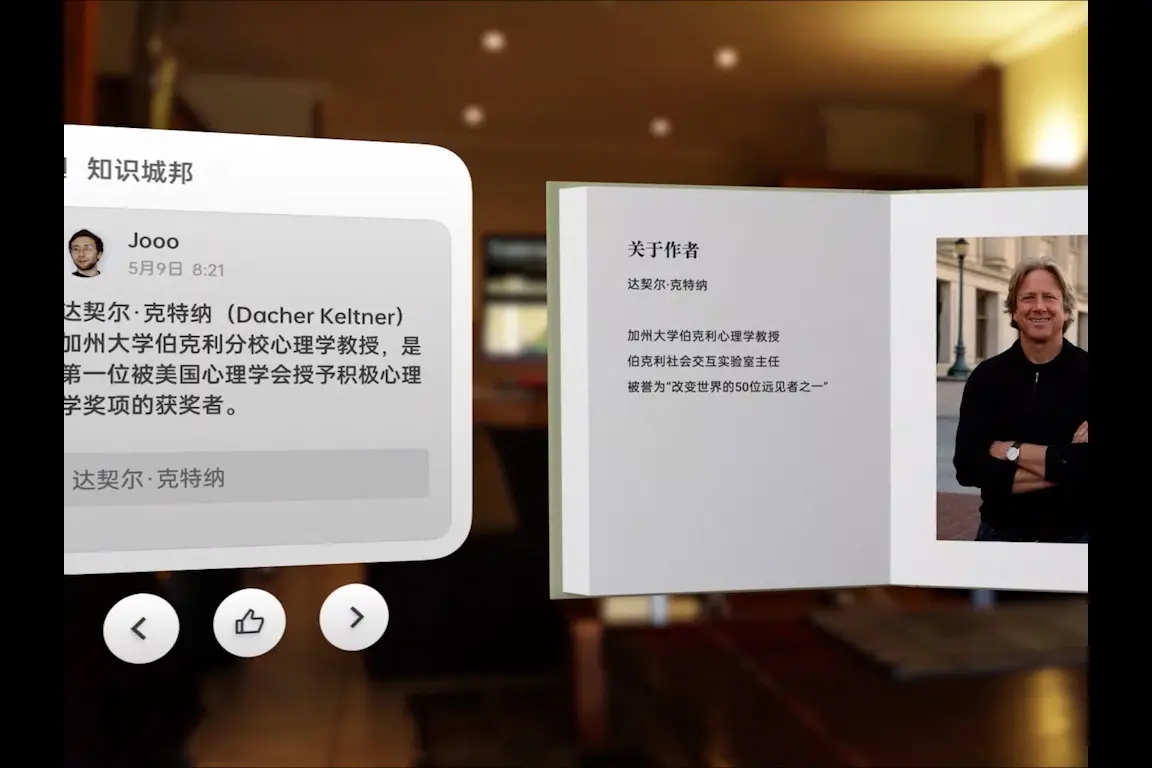 知识城邦
Jooo
5月9日 8:21
达契尔·克特纳（Dacher Keltner）
加州大学伯克利分校心理学教授，是
第一位被美国心理学会授予积极心理
学奖项的获奖者。
达契尔·克特纳
关于作者
达契尔·克特纳
加州大学伯克利心理学教授
伯克利社会交互实验室主任
被誉为“改变世界的50位远见者之一”